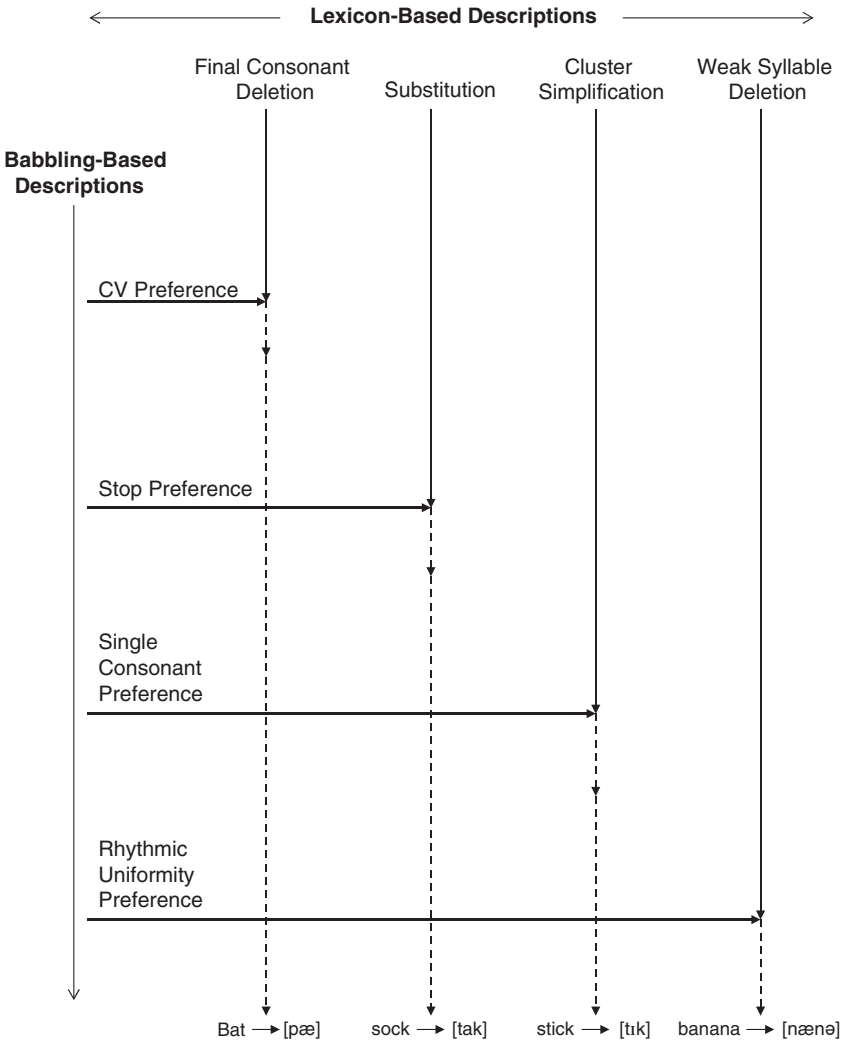 Lexicon-Based Descriptions
Final Consonant
Deletion
Substitution
Cluster
Simplification
Weak Syllable
Deletion
Babbling-Based
Descriptions
CV Preference
Stop Preference
Single
Consonant
Preference
Rhythmic
Uniformity
Preference
Bat → [pæ]
sock → [tak]
stick → [tɪk]
banana → [nænə]